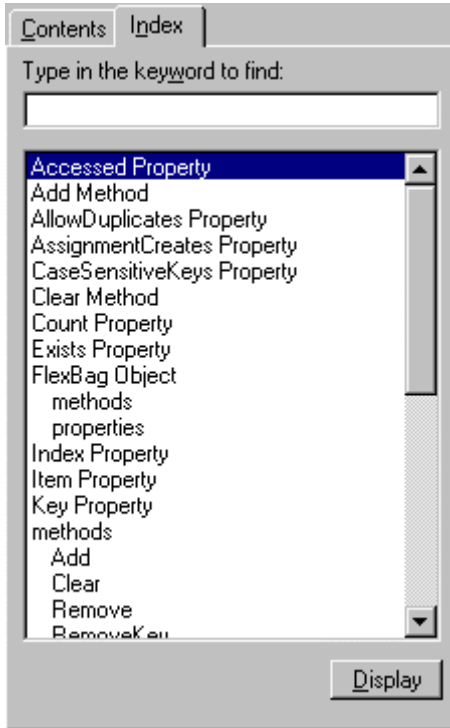 Contents Index
Type in the keyword to find:
Accessed Property
Add Method
AllowDuplicates Property
AssignmentCreates Property
CaseSensitiveKeys Property
Clear Method
Count Property
Exists Property
FlexBag Object
methods
properties
Index Property
Item Property
Key Property
methods
Add
Clear
Remove
RemoveKey
Display